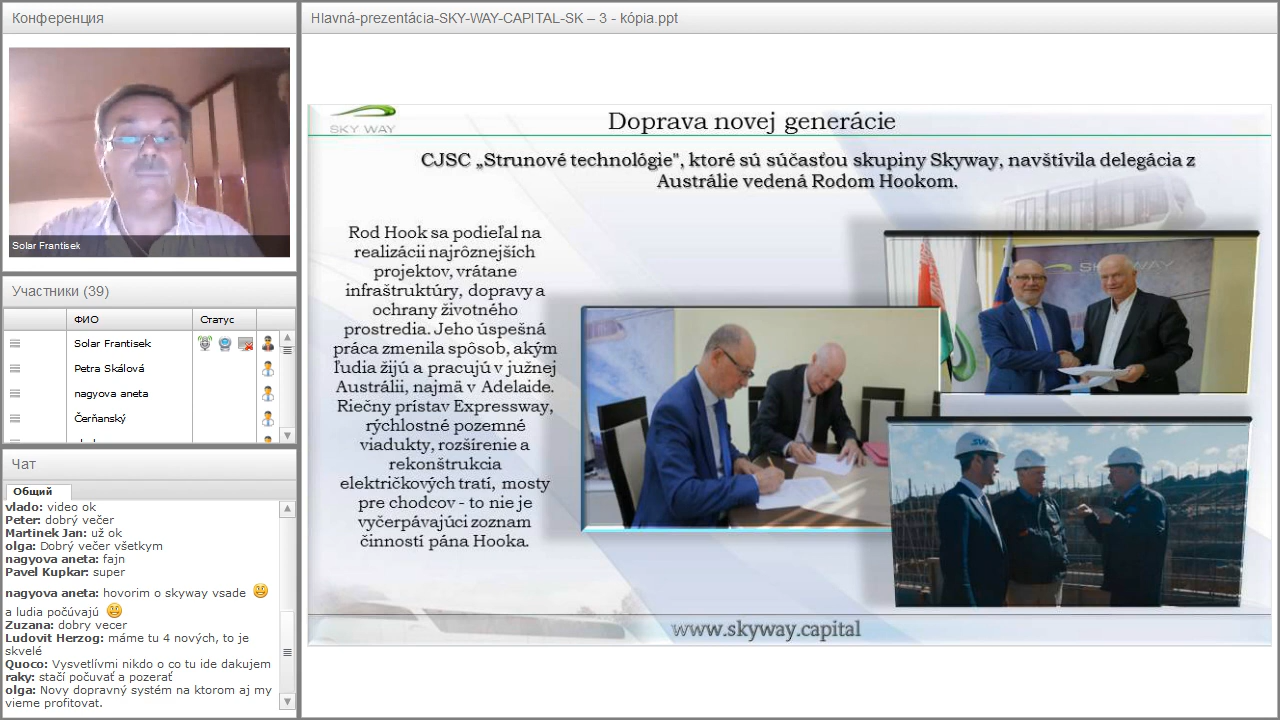 Конференция
Solar Frantisek
Участники (39)
ФИО
Статус
Solar Frantisek
Petra Skálová
nagyova aneta
Čerňanský
Чат
Общий
vlado: video ok
Peter: dobrý večer
Martinek Jan: už ok
olga: Dobrý večer všetkym
nagyova aneta: fajn
Pavel Kupkar: super
nagyova aneta: hovorim o skyway vsade
a ludia počúvajú
Zuzana: dobry vecer
Ludovit Herzog: máme tu 4 nových, to je
skvelé
Quoco: Vysvetlívmi nikdo o co tu ide dakujem
raky: stačí počuvať a pozerať
olga: Novy dopravný systém na ktorom aj my
vieme profitovat.
Hlavná-prezentácia-SKY-WAY-CAPITAL-SK – 3 - kópia.ppt
SKY WAY
Doprava novej generácie
CJSC „Strunové technológie", ktoré sú súčasťou skupiny Skyway, navštívila delegácia z
Austrálie vedená Rodom Hookom.
Rod Hook sa podieľal na
realizácii najrôznejších
projektov, vrátane
infraštruktúry, dopravy a
ochrany životného
prostredia. Jeho úspešná
práca zmenila spôsob, akým
ľudia žijú a pracujú v južnej
Austrálii, najmä v Adelaide.
Riečny prístav Expressway,
rýchlostné pozemné
viadukty, rozšírenie a
rekonštrukcia
električkových tratí, mosty
pre chodcov - to nie je
vyčerpávajúci zoznam
činností pána Hooka.
SKY WAY
SW
www.skyway.capital